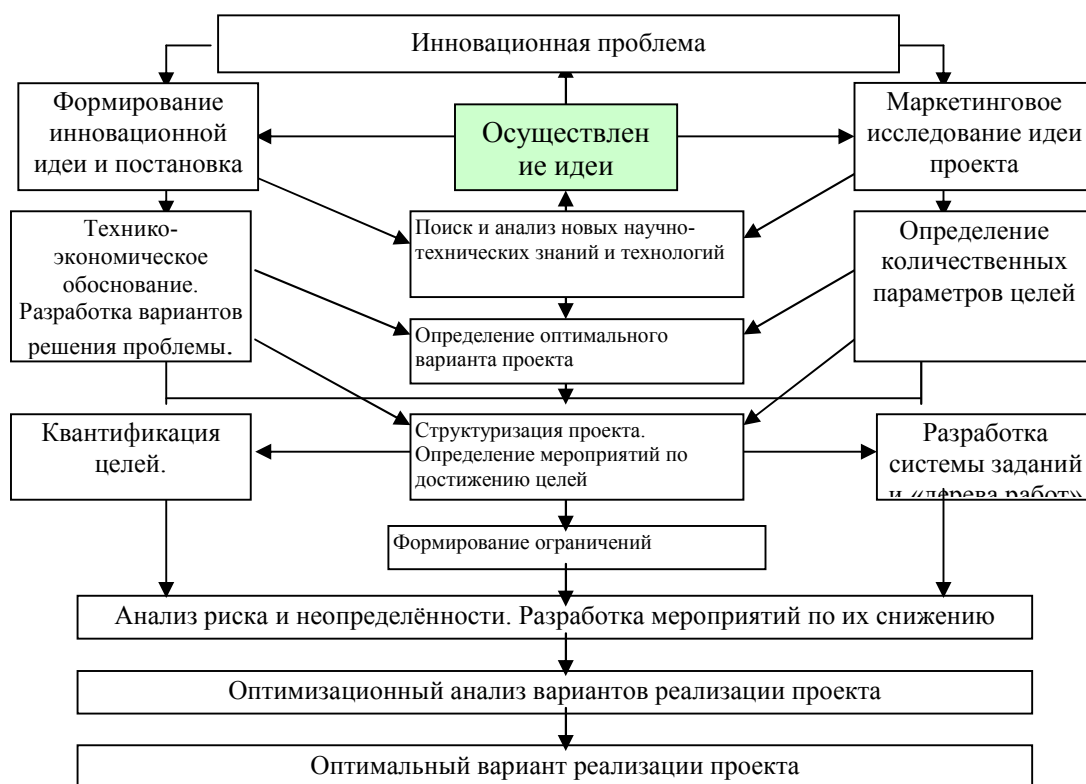 Инновационная проблема
Формирование
инновационной
идеи и постановка
Осуществлен
ие идеи
Маркетинговое
исследование идеи
проекта
Технико-
экономическое
обоснование.
Разработка вариантов
решения проблемы.
Поиск и анализ новых научно-
технических знаний и технологий
Определение
количественных
параметров целей
Определение оптимального
варианта проекта
Квантификация
целей.
Структуризация проекта.
Определение мероприятий по
достижению целей
Разработка
системы заданий
и «дерева работ»
Формирование ограничений
Анализ риска и неопределённости. Разработка мероприятий по их снижению
Оптимизационный анализ вариантов реализации проекта
Оптимальный вариант реализации проекта